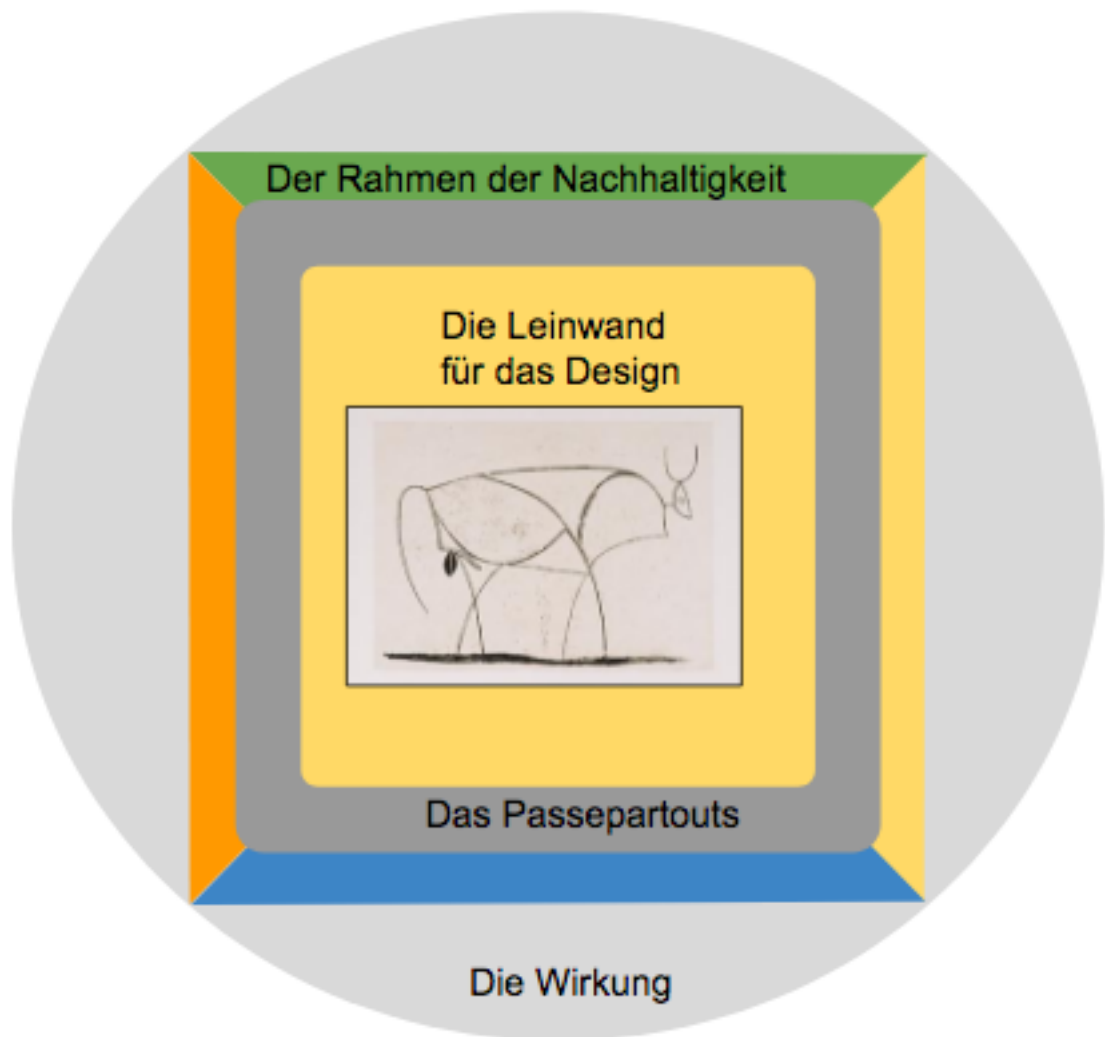 Der Rahmen der Nachhaltigkeit
Die Leinwand
für das Design
Das Passepartouts
Die Wirkung